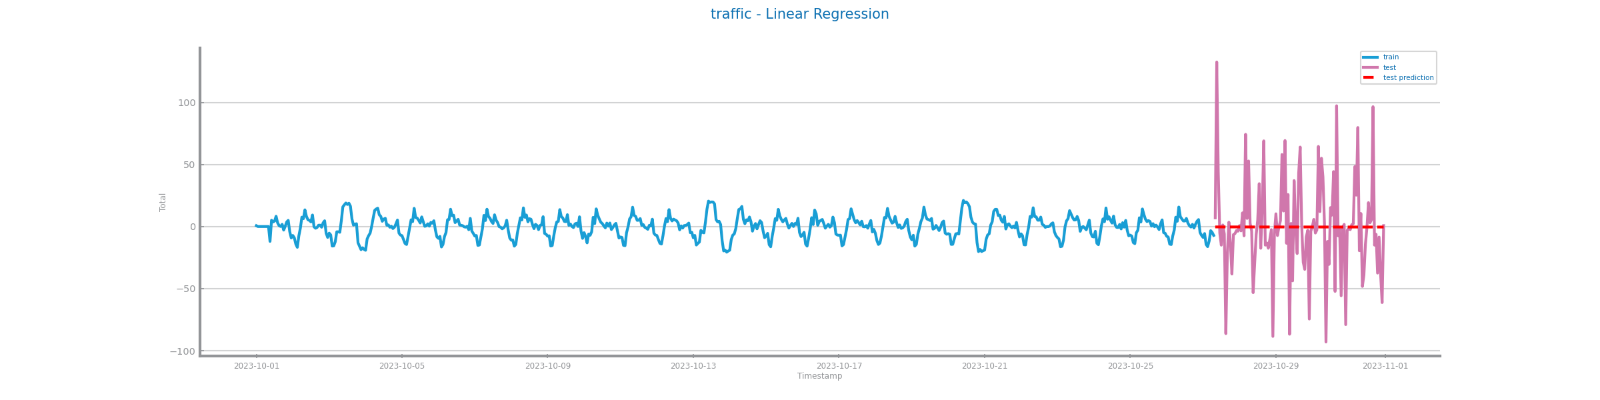 traffic - Linear Regression
train
test
test prediction
100
50
0
−50
−100
Total
2023-10-01
2023-10-05
2023-10-09
2023-10-13
2023-10-17
2023-10-21
2023-10-25
2023-10-29
2023-11-01
Timestamp